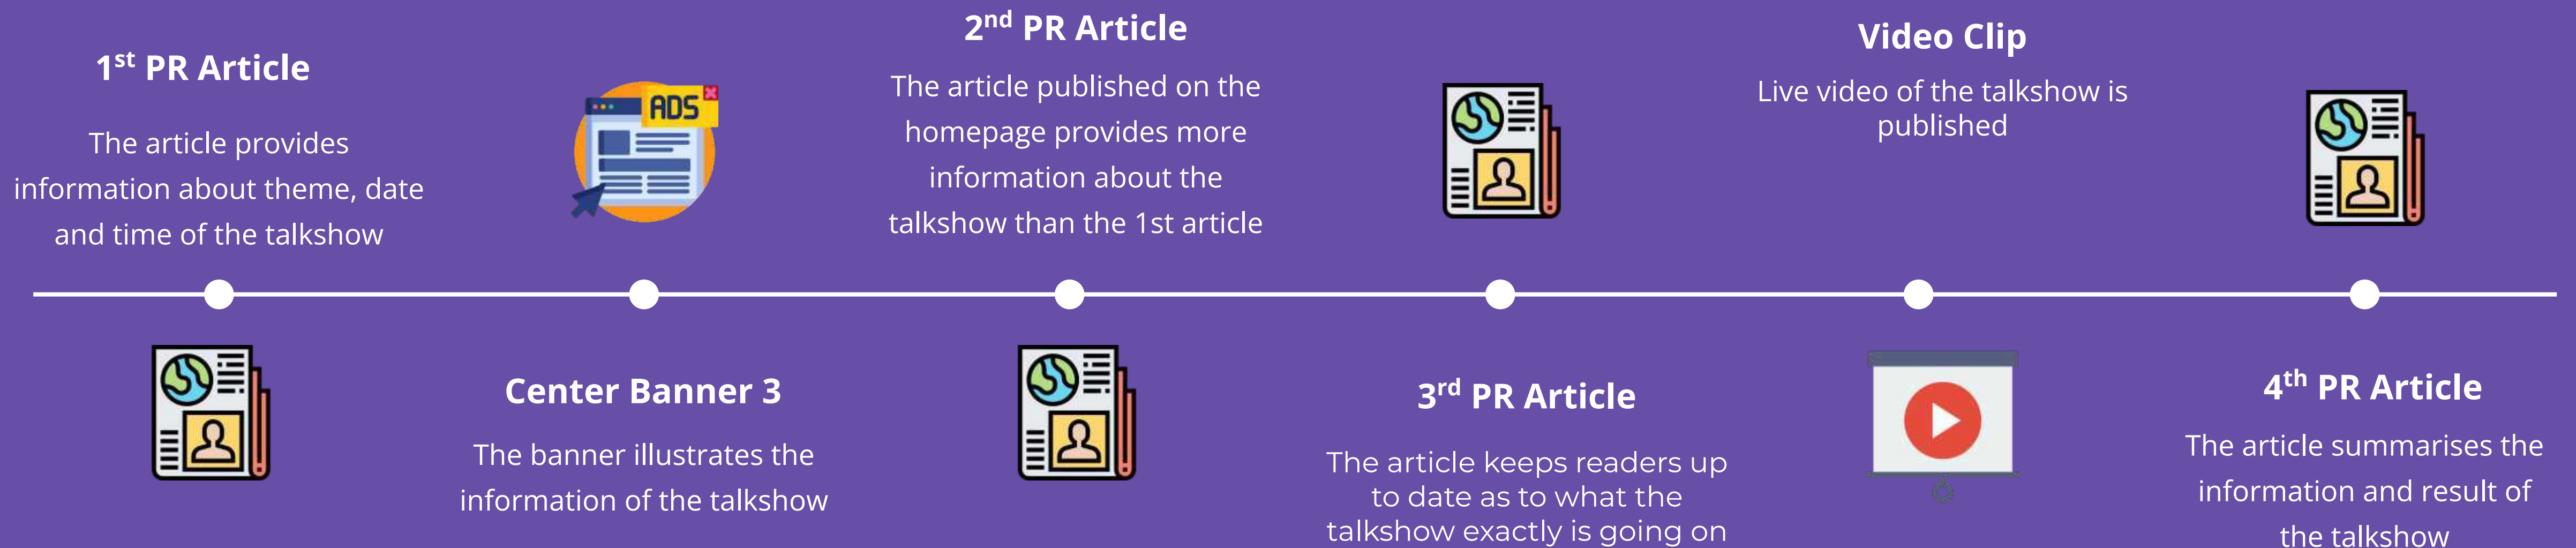 1st PR Article
The article provides
information about theme, date
and time of the talkshow
ADS
Center Banner 3
The banner illustrates the
information of the talkshow
2nd PR Article
The article published on the
homepage provides more
information about the
talkshow than the 1st article
3rd PR Article
The article keeps readers up
to date as to what the
talkshow exactly is going on
Video Clip
Live video of the talkshow is
published
4th PR Article
The article summarises the
information and result of
the talkshow